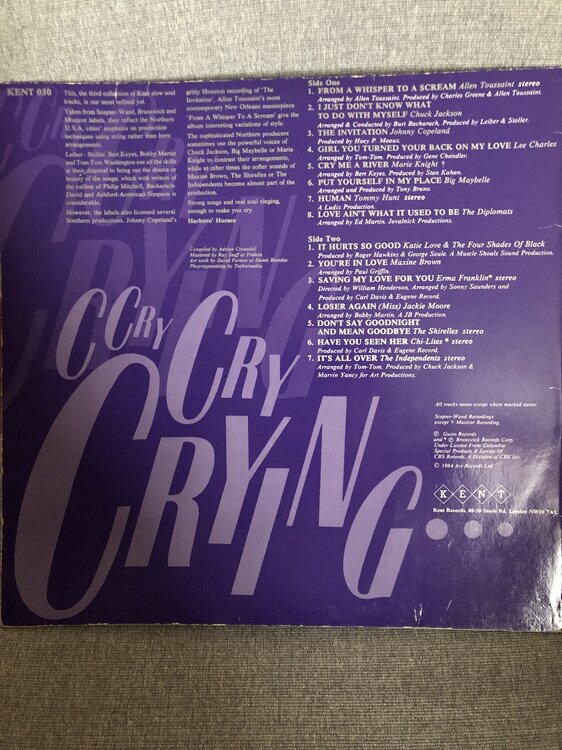 KENT 030
This, the third collection of Kent slow soul
tracks, is our most refined yet.
Taken from Scepter-Wand, Brunswick and
Musicor labels, they reflect the Northern
U.S.A. cities' emphasis on production
techniques using string rather than horn
arrangements.
Leiber - Stoller, Bert Keyes, Bobby Martin
and Tom Tom Washington use all the skills
at their disposal to bring out the drama or
beauty of the songs; which with writers of
the calibre of Philip Mitchell, Bacharach-
David and Ashford-Armstead-Simpson is
considerable.
However, the labels also licensed several
Southern productions. Johnny Copeland's
gritty Houston recording of 'The
Invitation', Allen Toussaint's more
contemporary New Orleans masterpiece
'From A Whisper To A Scream' give the
album interesting variations of style.
The sophisticated Northern producers
sometimes use the powerful voices of
Chuck Jackson, Big Maybelle or Marie
Knight to contrast their arrangements,
while at other times the softer sounds of
Maxine Brown, The Shirelles or The
Independents become almost part of the
production.
Strong songs and real soul singing,
enough to make you cry.
Harboro' Horace
Compiled by Adrian Croasdell
Mastered by Ray Staff at Trident
Art work by David Farrow at Dumb Blondes
Phototypesetting by Technimedia.
Side One
1. FROM A WHISPER TO A SCREAM Allen Toussaint stereo
Arranged by Allen Toussaint. Produced by Charles Greene & Allen Toussaint.
2. I JUST DON'T KNOW WHAT
TO DO WITH MYSELF Chuck Jackson
Arranged & Conducted by Burt Bacharach. Produced by Leiber & Stoller.
3. THE INVITATION Johnny Copeland
Produced by Huey P. Meaux.
4. GIRL YOU TURNED YOUR BACK ON MY LOVE Lee Charles
Arranged by Tom-Tom. Produced by Gene Chandler.
5. CRY ME A RIVER Marie Knight †
Arranged by Bert Keyes. Produced by Stan Kahan.
6. PUT YOURSELF IN MY PLACE Big Maybelle
Arranged and Produced by Tony Bruno.
7. HUMAN Tommy Hunt stereo
A Ludix Production.
8. LOVE AIN'T WHAT IT USED TO BE The Diplomats
Arranged by Ed Martin. Jovalnick Productions.
Side Two
1. IT HURTS SO GOOD Katie Love & The Four Shades Of Black
Produced by Roger Hawkins & George Soule. A Muscle Shoals Sound Production.
2. YOU'RE IN LOVE Maxine Brown
Arranged by Paul Griffin.
3. SAVING MY LOVE FOR YOU Erma Franklin* stereo
Directed by William Henderson, Arranged by Sonny Saunders and
Produced by Carl Davis & Eugene Record.
4. LOSER AGAIN (Miss) Jackie Moore
Arranged by Bobby Martin. A JB Production.
5. DON'T SAY GOODNIGHT
AND MEAN GOODBYE The Shirelles stereo
6. HAVE YOU SEEN HER Chi-Lites * stereo
Produced by Carl Davis & Eugene Record.
7. IT'S ALL OVER The Independents stereo
Arranged by Tom-Tom. Produced by Chuck Jackson &
Marvin Yancy for Art Productions.
All tracks mono except where marked stereo.
Scepter-Wand Recordings
except † Musicor Recording
Ⓟ Gusto Records
and * Ⓟ Brunswick Records Corp.
Under License From Columbia
Special Products A Service Of
CBS Records, A Division of CBS Inc.
© 1984 Ace Records Ltd.
KENT
Kent Records, 48-50 Steele Rd, London NW10 7AS.
CRY
CRY
CRYING...